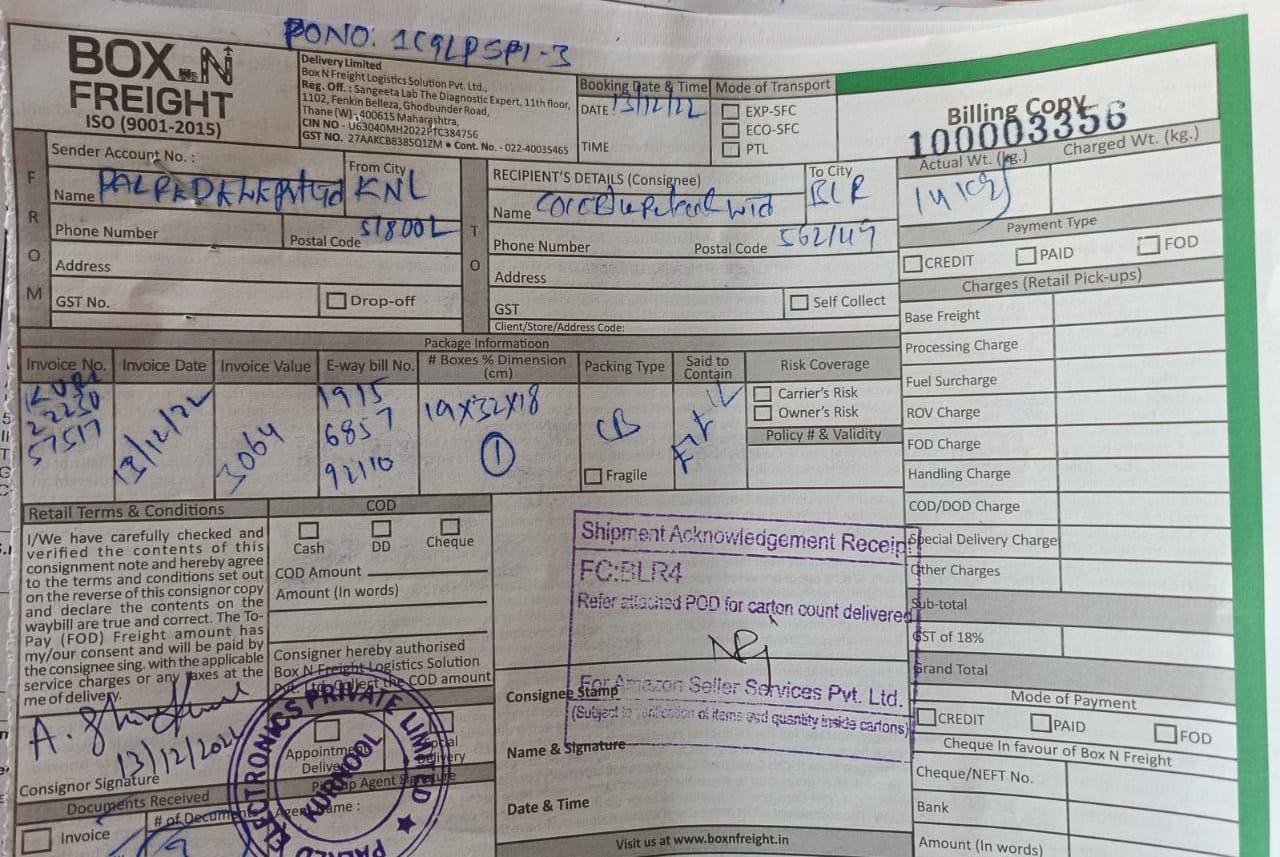 PONO: 1C9LPSPI-3
BOX N
FREIGHT
ISO (9001-2015)
Delivery Limited
Box N Freight Logistics Solution Pvt. Ltd.,
Reg. Off. : Sangeeta Lab The Diagnostic Expert, 11th floor,
1102, Fenkin Belleza, Ghodbunder Road,
Thane (W) - 400615 Maharashtra,
CIN NO - U63040MH2022PTC384756
GST NO. 27AAKCB8385Q1ZM • Cont. No. - 022-40035465
Booking Date & Time
DATE : 13/12/22
TIME
Mode of Transport
EXP-SFC
ECO-SFC
PTL
Billing Copy
100003356
FROM
Sender Account No. :
Name
From City
KNL
Phone Number
Postal Code 518002
Address
GST No.
Drop-off
TO
RECIPIENT'S DETAILS (Consignee)
Name
To City
BLR
Phone Number
Postal Code 562149
Address
GST
Self Collect
Client/Store/Address Code:
Actual Wt. (kg.)
Charged Wt. (kg.)
14 kg
Payment Type
CREDIT
PAID
FOD
Charges (Retail Pick-ups)
Base Freight
Processing Charge
Fuel Surcharge
ROV Charge
FOD Charge
Handling Charge
COD/DOD Charge
Special Delivery Charge
Other Charges
Sub-total
GST of 18%
Grand Total
Mode of Payment
CREDIT
PAID
FOD
Cheque In favour of Box N Freight
Cheque/NEFT No.
Bank
Amount (In words)
Package Informatioon
Invoice No.
Invoice Date
Invoice Value
E-way bill No.
# Boxes % Dimension
(cm)
Packing Type
Said to
Contain
Risk Coverage
2230
57517
13/12/22
3064
1915
6857
92110
19X32X18
1
CB
Fragile
Carrier's Risk
Owner's Risk
Policy # & Validity
Retail Terms & Conditions
I/We have carefully checked and
verified the contents of this
consignment note and hereby agree
to the terms and conditions set out
on the reverse of this consignor copy
and declare the contents on the
waybill are true and correct. The To-
Pay (FOD) Freight amount has
my/our consent and will be paid by
the consignee sing. with the applicable
service charges or any taxes at the
me of delivery.
13/12/2022
Consignor Signature
Documents Received
Invoice
# of Documents
COD
Cash
DD
Cheque
COD Amount
Amount (In words)
Consigner hereby authorised
Box N Freight Logistics Solution
Pvt. Ltd. Collect the COD amount
Appointment
Delivery
Pickup Agent Signature
Agent Name :
ELECTRONICS PRIVATE LIMITED
KURNOOL
Shipment Acknowledgement Receipt
FC:BLR4
Refer attached POD for carton count delivered
For Amazon Seller Services Pvt. Ltd.
(Subject to verification of items and quantity inside cartons)
Consignee Stamp
Name & Signature
Date & Time
Visit us at www.boxnfreight.in